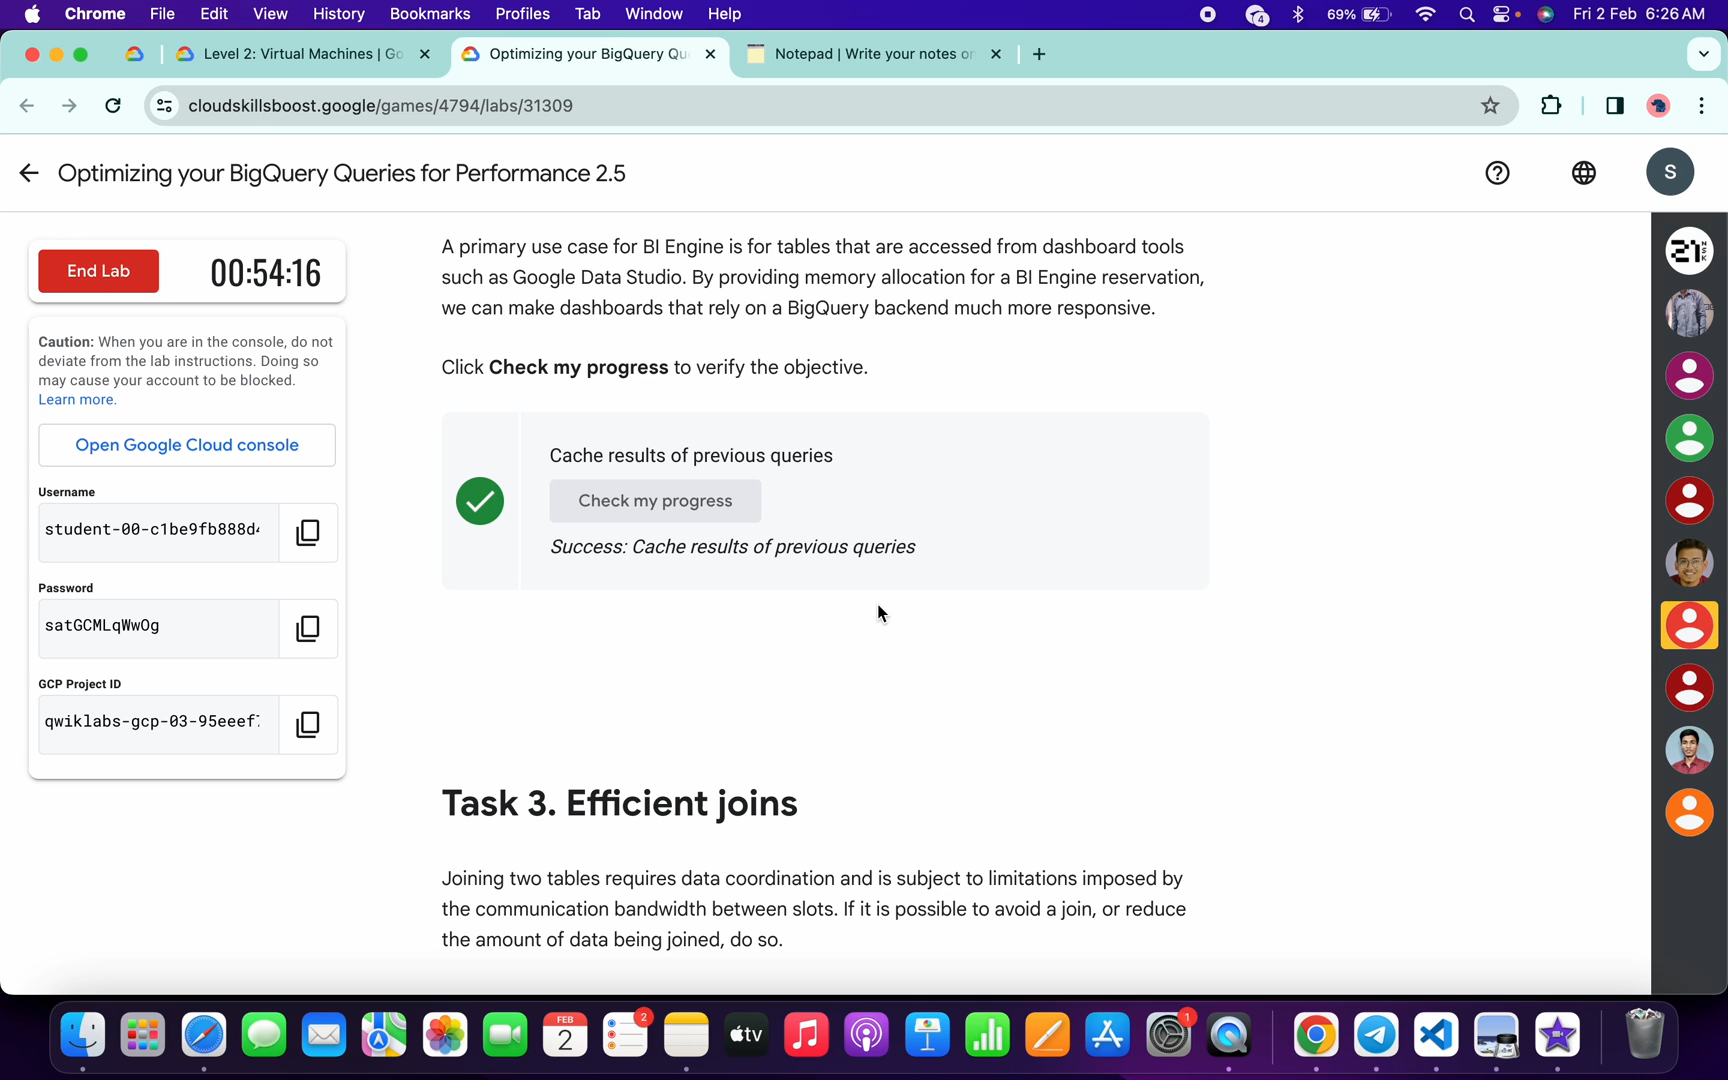 Chrome File Edit View History Bookmarks Profiles Tab Window Help 4 69% Fri 2 Feb 6:26 AM
Level 2: Virtual Machines | Go Optimizing your BigQuery Qu Notepad | Write your notes on
cloudskillsboost.google/games/4794/labs/31309
Optimizing your BigQuery Queries for Performance 2.5
S
End Lab
00:54:16
Caution: When you are in the console, do not
deviate from the lab instructions. Doing so
may cause your account to be blocked.
Learn more.
Open Google Cloud console
Username
student-00-c1be9fb888d
Password
satGCMLqWwOg
GCP Project ID
qwiklabs-gcp-03-95eeef
A primary use case for BI Engine is for tables that are accessed from dashboard tools
such as Google Data Studio. By providing memory allocation for a BI Engine reservation,
we can make dashboards that rely on a BigQuery backend much more responsive.
Click Check my progress to verify the objective.
Cache results of previous queries
Check my progress
Success: Cache results of previous queries
Task 3. Efficient joins
Joining two tables requires data coordination and is subject to limitations imposed by
the communication bandwidth between slots. If it is possible to avoid a join, or reduce
the amount of data being joined, do so.
21
FEB
2
2
tv
1